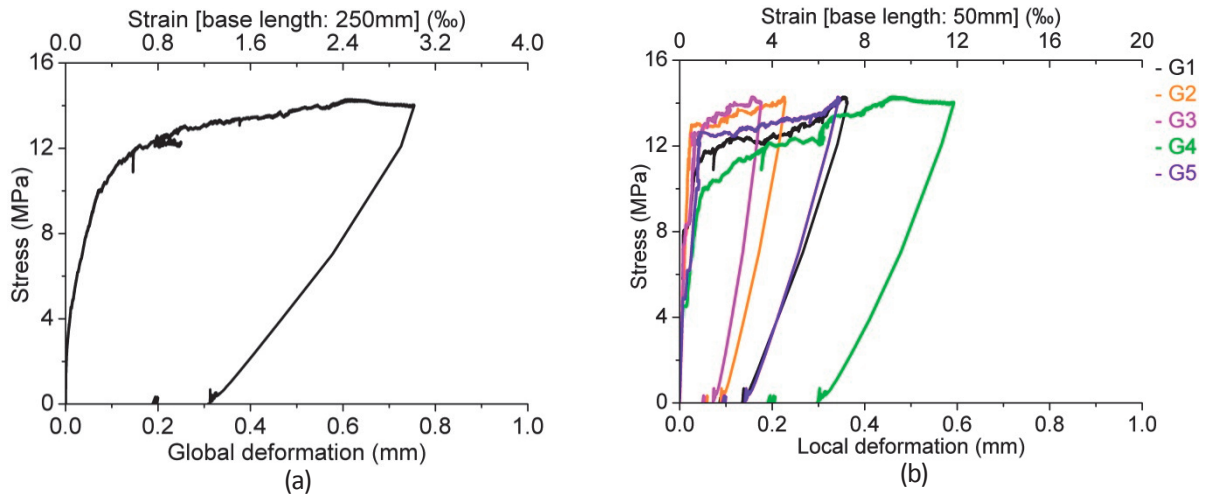 Strain [base length: 250mm] (‰)
0.0 0.8 1.6 2.4 3.2 4.0
16
12
8
4
0
Stress (MPa)
0.0 0.2 0.4 0.6 0.8 1.0
Global deformation (mm)
(a)
Strain [base length: 50mm] (‰)
0 4 8 12 16 20
16
12
8
4
0
Stress (MPa)
- G1
- G2
- G3
- G4
- G5
0.0 0.2 0.4 0.6 0.8 1.0
Local deformation (mm)
(b)